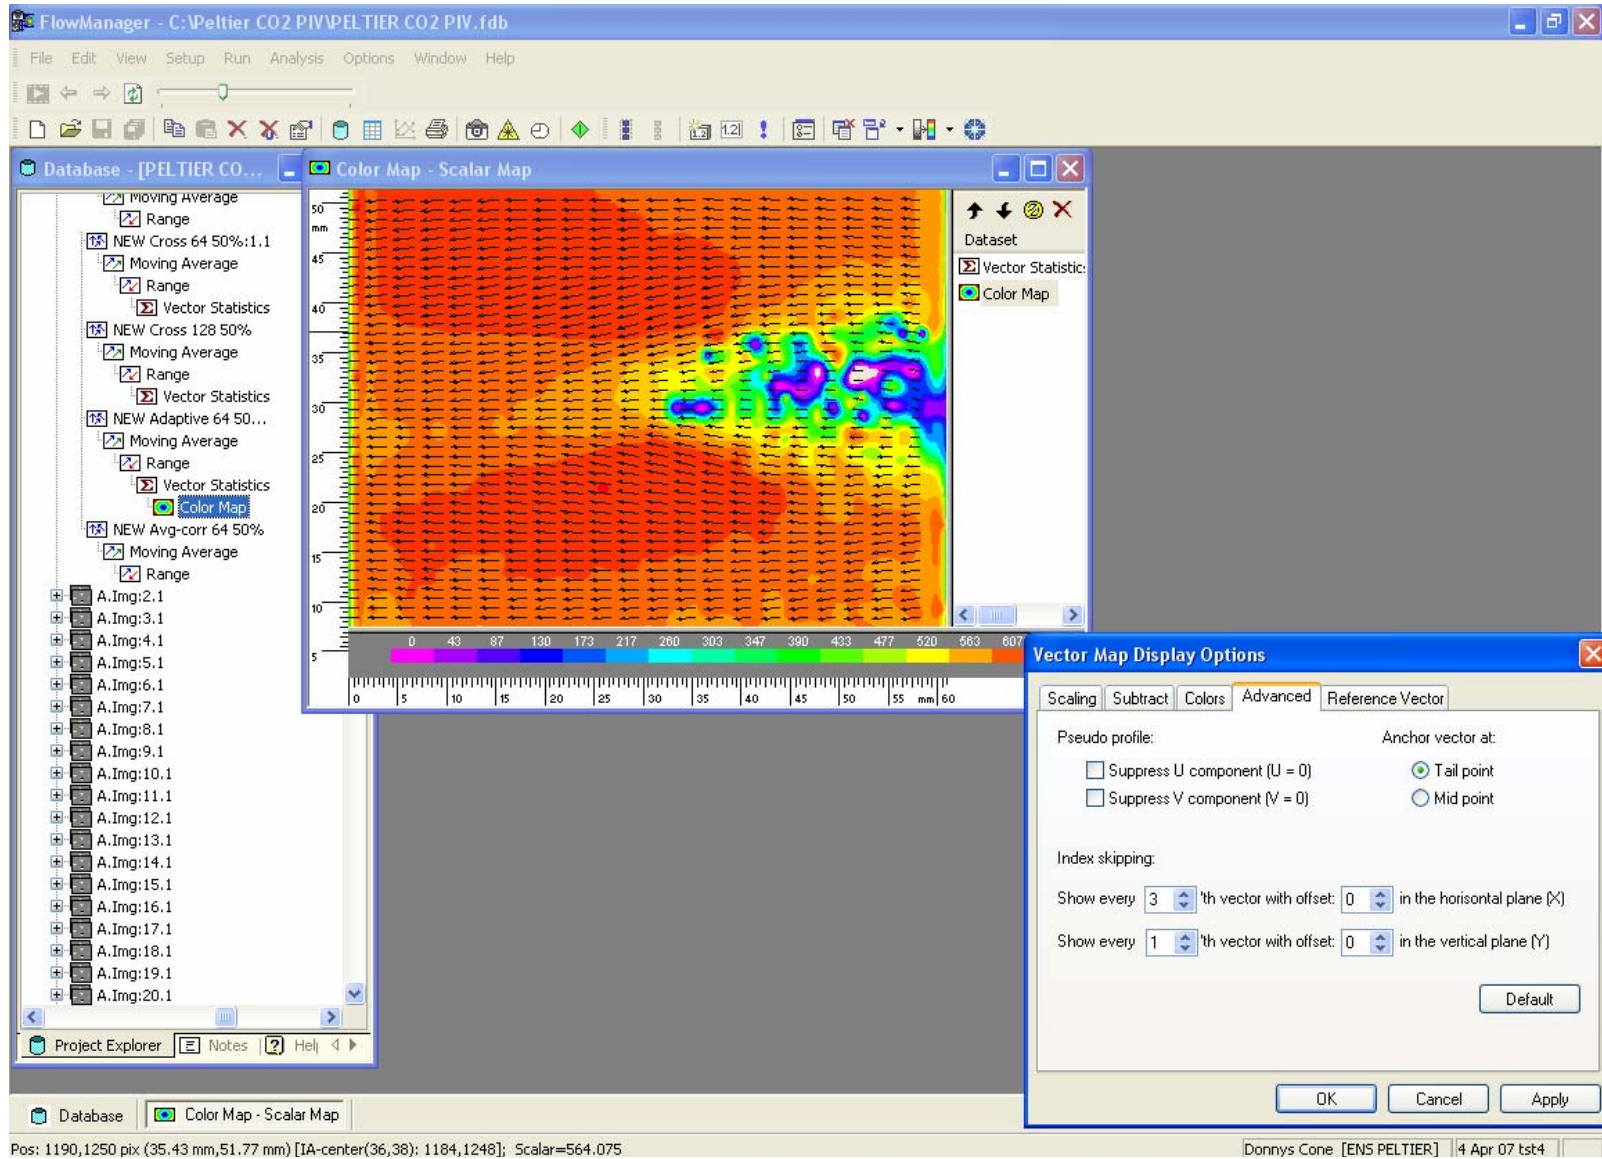 FlowManager - C:\Peltier CO2 PIV\PELTIER CO2 PIV.fdb
File Edit View Setup Run Analysis Options Window Help
Database - [PELTIER CO...
Moving Average
Range
NEW Cross 64 50%:1.1
Moving Average
Range
Vector Statistics
NEW Cross 128 50%
Moving Average
Range
Vector Statistics
NEW Adaptive 64 50...
Moving Average
Range
Vector Statistics
Color Map
NEW Avg-corr 64 50%
Moving Average
Range
A.Img:2.1
A.Img:3.1
A.Img:4.1
A.Img:5.1
A.Img:6.1
A.Img:7.1
A.Img:8.1
A.Img:9.1
A.Img:10.1
A.Img:11.1
A.Img:12.1
A.Img:13.1
A.Img:14.1
A.Img:15.1
A.Img:16.1
A.Img:17.1
A.Img:18.1
A.Img:19.1
A.Img:20.1
Project Explorer Notes Hel
Color Map - Scalar Map
50
mm
45
40
35
30
25
20
15
10
5
0 43 87 130 173 217 260 303 347 390 433 477 520 563 607
0 5 10 15 20 25 30 35 40 45 50 55 mm 60
Dataset
Vector Statistic
Color Map
Vector Map Display Options
Scaling Subtract Colors Advanced Reference Vector
Pseudo profile: Anchor vector at:
Suppress U component (U = 0) Tail point
Suppress V component (V = 0) Mid point
Index skipping:
Show every 3 'th vector with offset: 0 in the horisontal plane (X)
Show every 1 'th vector with offset: 0 in the vertical plane (Y)
Default
OK Cancel Apply
Database Color Map - Scalar Map
Pos: 1190,1250 pix (35.43 mm,51.77 mm) [IA-center(36,38): 1184,1248]; Scalar=564.075
Donnys Cone [ENS PELTIER] 4 Apr 07 tst4